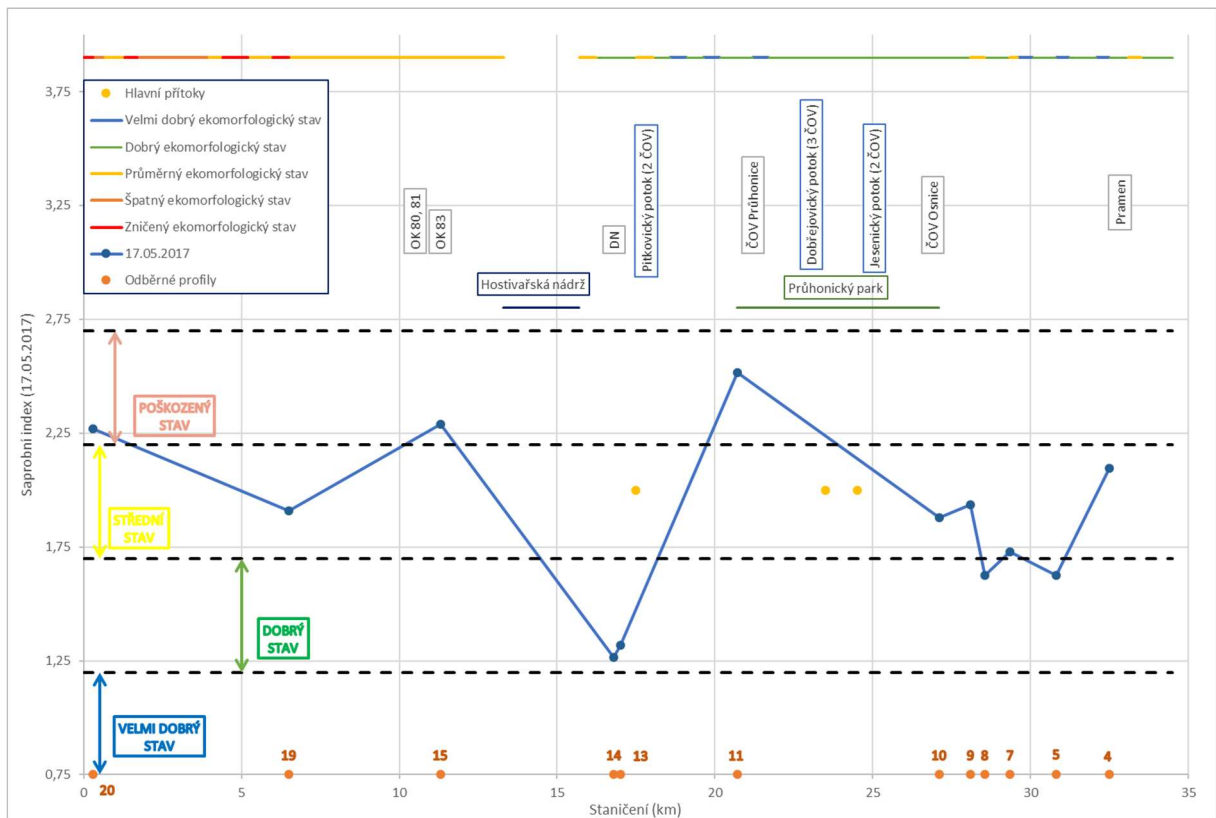 3,75
3,25
2,75
2,25
1,75
1,25
0,75
Saprobní index (17.05.2017)
Hlavní přítoky
Velmi dobrý ekomorfologický stav
Dobrý ekomorfologický stav
Průměrný ekomorfologický stav
Špatný ekomorfologický stav
Zničený ekomorfologický stav
17.05.2017
Odběrné profily
OK 80, 81
OK 83
DN
Pitkovický potok (2 ČOV)
ČOV Průhonice
Dobřejovický potok (3 ČOV)
Jesenický potok (2 ČOV)
ČOV Osnice
Pramen
Hostivařská nádrž
Průhonický park
POŠKOZENÝ
STAV
STŘEDNÍ
STAV
DOBRÝ
STAV
VELMI DOBRÝ
STAV
20
19
15
14
13
11
10
9
8
7
5
4
0
5
10
15
20
25
30
35
Staničení (km)